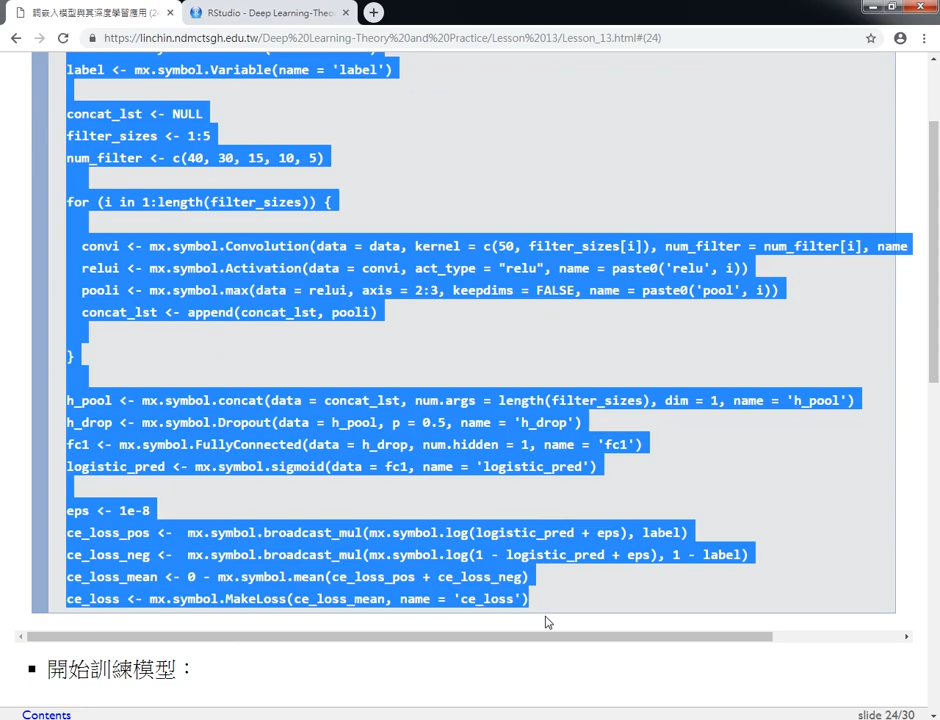 詞嵌入模型與其深度學習應用 (24
RStudio - Deep Learning-Theo
https://linchin.ndmctsgh.edu.tw/Deep%20Learning-Theory%20and%20Practice/Lesson%2013/Lesson_13.html#(24)
label <- mx.symbol.Variable(name = 'label')
concat_lst <- NULL
filter_sizes <- 1:5
num_filter <- c(40, 30, 15, 10, 5)
for (i in 1:length(filter_sizes)) {
convi <- mx.symbol.Convolution(data = data, kernel = c(50, filter_sizes[i]), num_filter = num_filter[i], name
relui <- mx.symbol.Activation(data = convi, act_type = "relu", name = paste0('relu', i))
pooli <- mx.symbol.max(data = relui, axis = 2:3, keepdims = FALSE, name = paste0('pool', i))
concat_lst <- append(concat_lst, pooli)
}
h_pool <- mx.symbol.concat(data = concat_lst, num.args = length(filter_sizes), dim = 1, name = 'h_pool')
h_drop <- mx.symbol.Dropout(data = h_pool, p = 0.5, name = 'h_drop')
fc1 <- mx.symbol.FullyConnected(data = h_drop, num.hidden = 1, name = 'fc1')
logistic_pred <- mx.symbol.sigmoid(data = fc1, name = 'logistic_pred')
eps <- 1e-8
ce_loss_pos <-  mx.symbol.broadcast_mul(mx.symbol.log(logistic_pred + eps), label)
ce_loss_neg <-  mx.symbol.broadcast_mul(mx.symbol.log(1 - logistic_pred + eps), 1 - label)
ce_loss_mean <- 0 - mx.symbol.mean(ce_loss_pos + ce_loss_neg)
ce_loss <- mx.symbol.MakeLoss(ce_loss_mean, name = 'ce_loss')
▪ 開始訓練模型：
Contents
slide 24/30